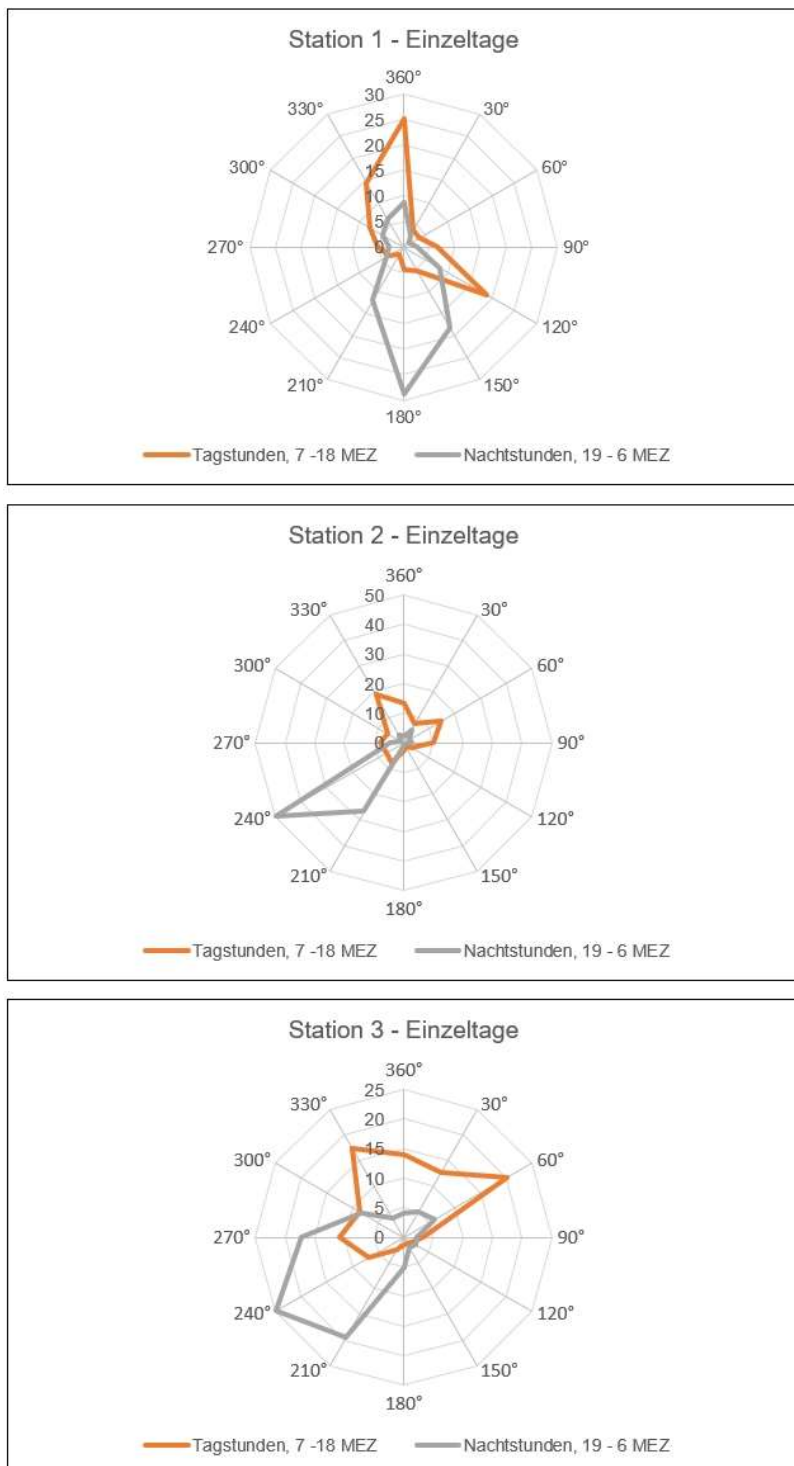 Station 1 - Einzeltage
360°
330° 30 30°
25
300° 20 60°
15
10
5
270° 0 90°
240° 120°
210° 150°
180°
Tagstunden, 7 -18 MEZ Nachtstunden, 19 - 6 MEZ
Station 2 - Einzeltage
360°
330° 50 30°
40
300° 30 60°
20
10
270° 0 90°
240° 120°
210° 150°
180°
Tagstunden, 7 -18 MEZ Nachtstunden, 19 - 6 MEZ
Station 3 - Einzeltage
360°
330° 25 30°
20
300° 15 60°
10
5
270° 0 90°
240° 120°
210° 150°
180°
Tagstunden, 7 -18 MEZ Nachtstunden, 19 - 6 MEZ